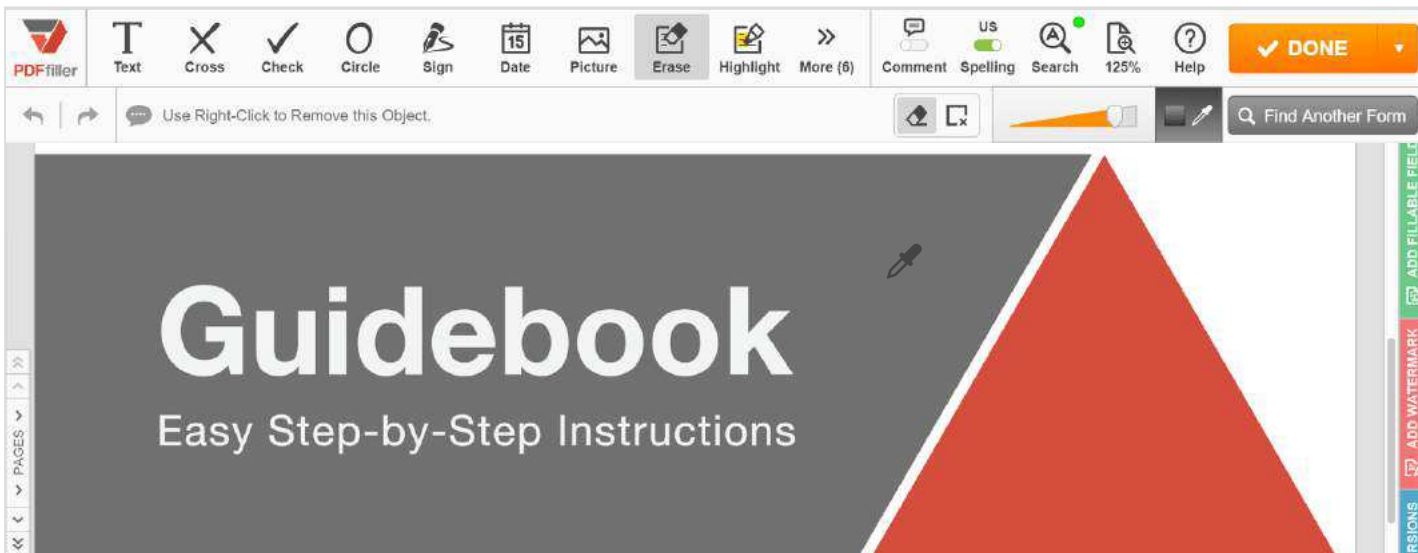 PDFfiller
Text
Cross
Check
Circle
Sign
15
Date
Picture
Erase
Highlight
More (6)
Comment
US
Spelling
A
Search
125%
?
Help
DONE
Use Right-Click to Remove this Object.
Find Another Form
Guidebook
Easy Step-by-Step Instructions
PAGES
ADD FILLABLE FIELD
ADD WATERMARK
RSIONS